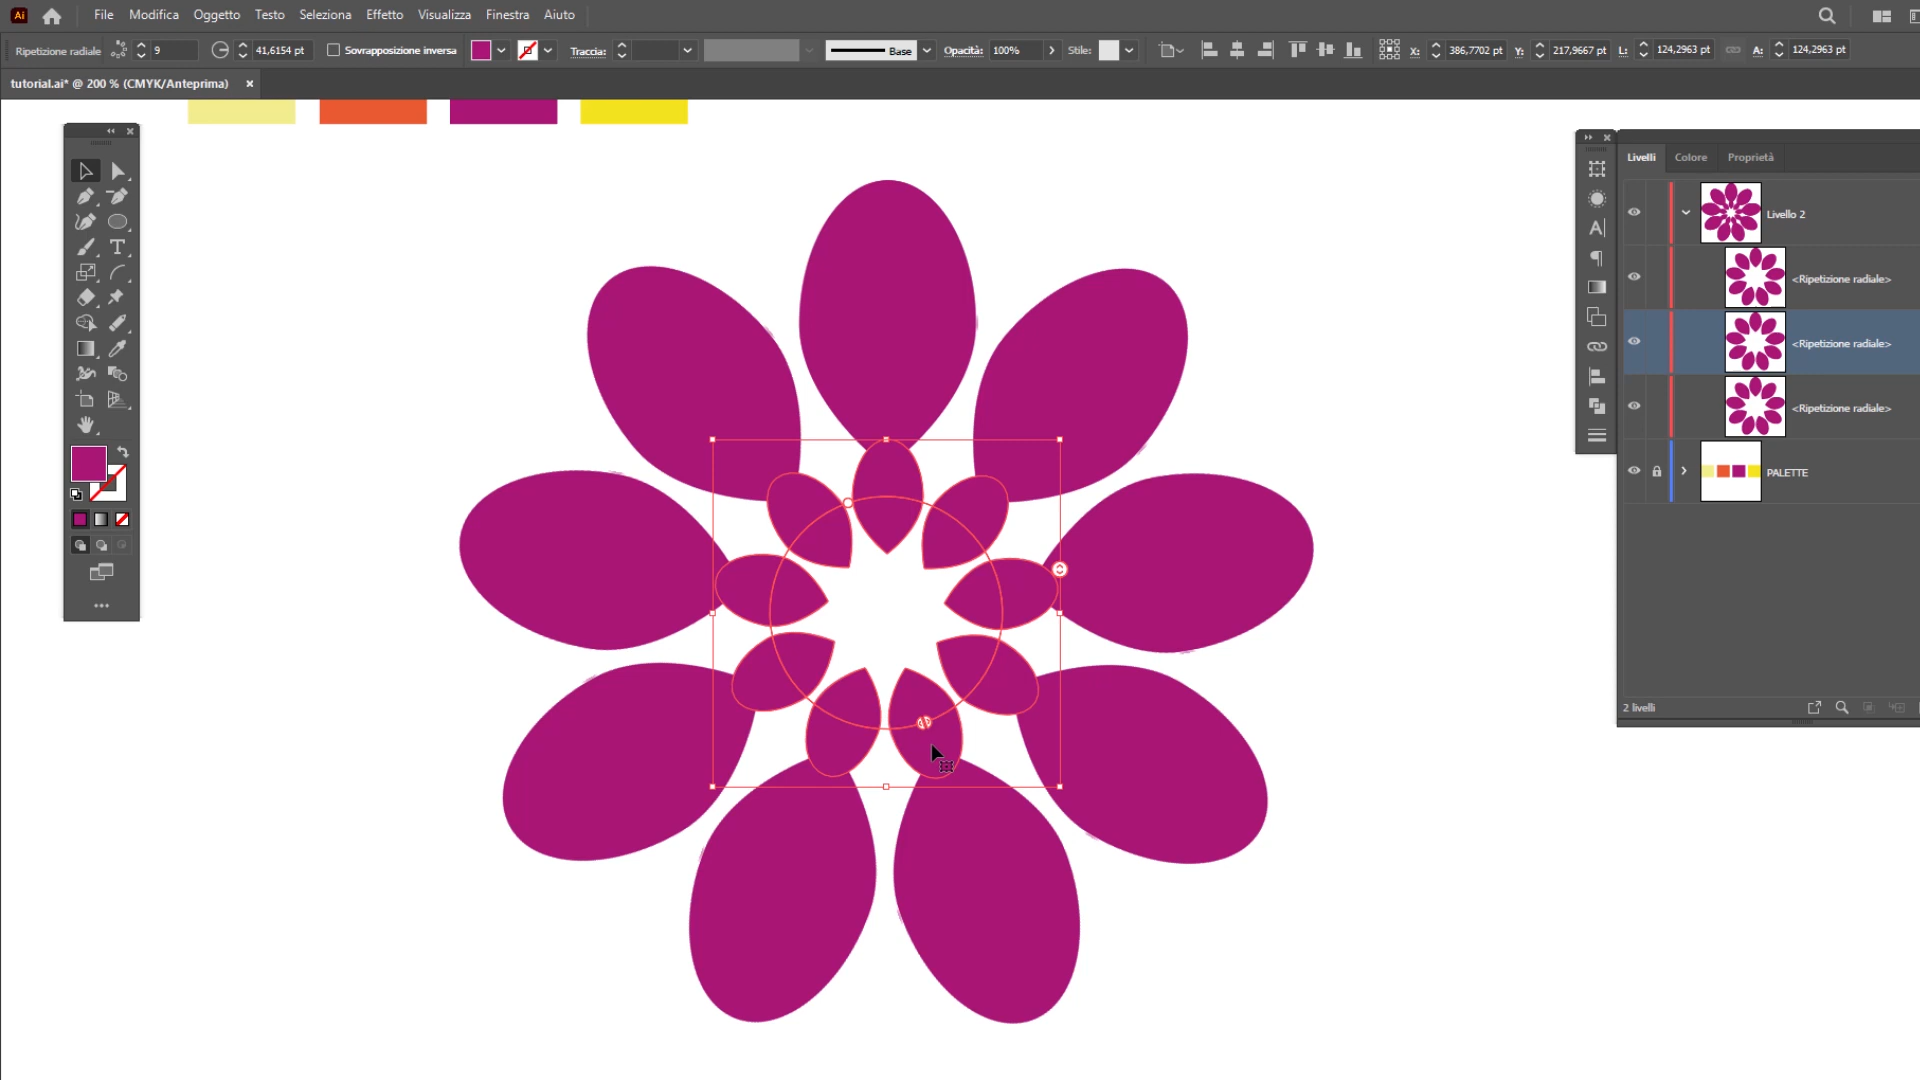 Ai File Modifica Oggetto Testo Seleziona Effetto Visualizza Finestra Aiuto
Ripetizione radiale 9 41,6154 pt Sovrapposizione inversa Traccia: Base Opacità: 100% Stile: X: 386,7702 pt Y: 217,9667 pt L: 124,2963 pt A: 124,2963 pt
tutorial.ai* @ 200 % (CMYK/Anteprima) ×
Livelli Colore Proprietà
Livello 2
<Ripetizione radiale>
<Ripetizione radiale>
<Ripetizione radiale>
PALETTE
2 livelli